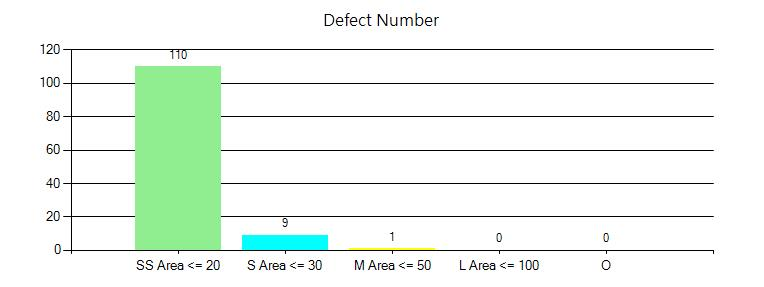 Defect Number
120
100
80
60
40
20
0
110
9
1
0
0
SS Area <= 20
S Area <= 30
M Area <= 50
L Area <= 100
O